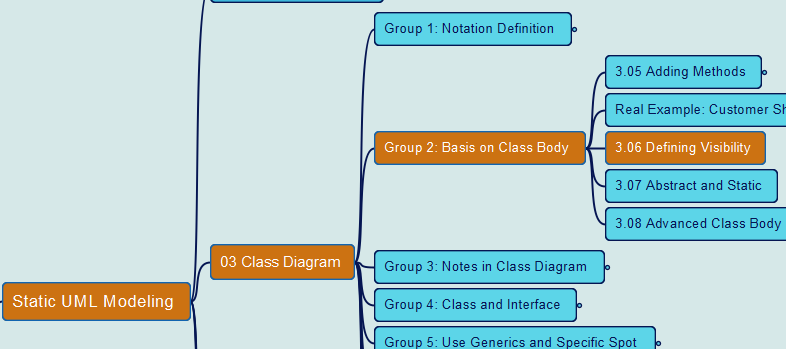 Group 1: Notation Definition
3.05 Adding Methods
Real Example: Customer
Group 2: Basis on Class Body
3.06 Defining Visibility
3.07 Abstract and Static
3.08 Advanced Class Body
03 Class Diagram
Group 3: Notes in Class Diagram
Static UML Modeling
Group 4: Class and Interface
Group 5: Use Generics and Specific Spot